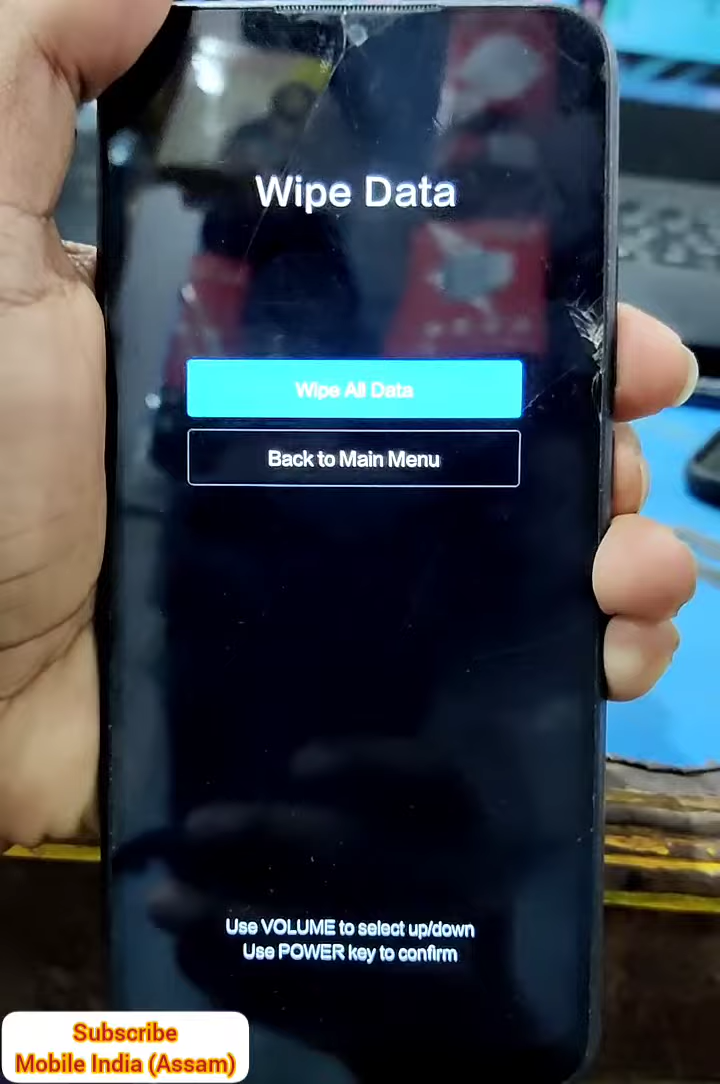 Wipe Data
Wipe All Data
Back to Main Menu
Use VOLUME to select up/down
Use POWER key to confirm
Subscribe
Mobile India (Assam)